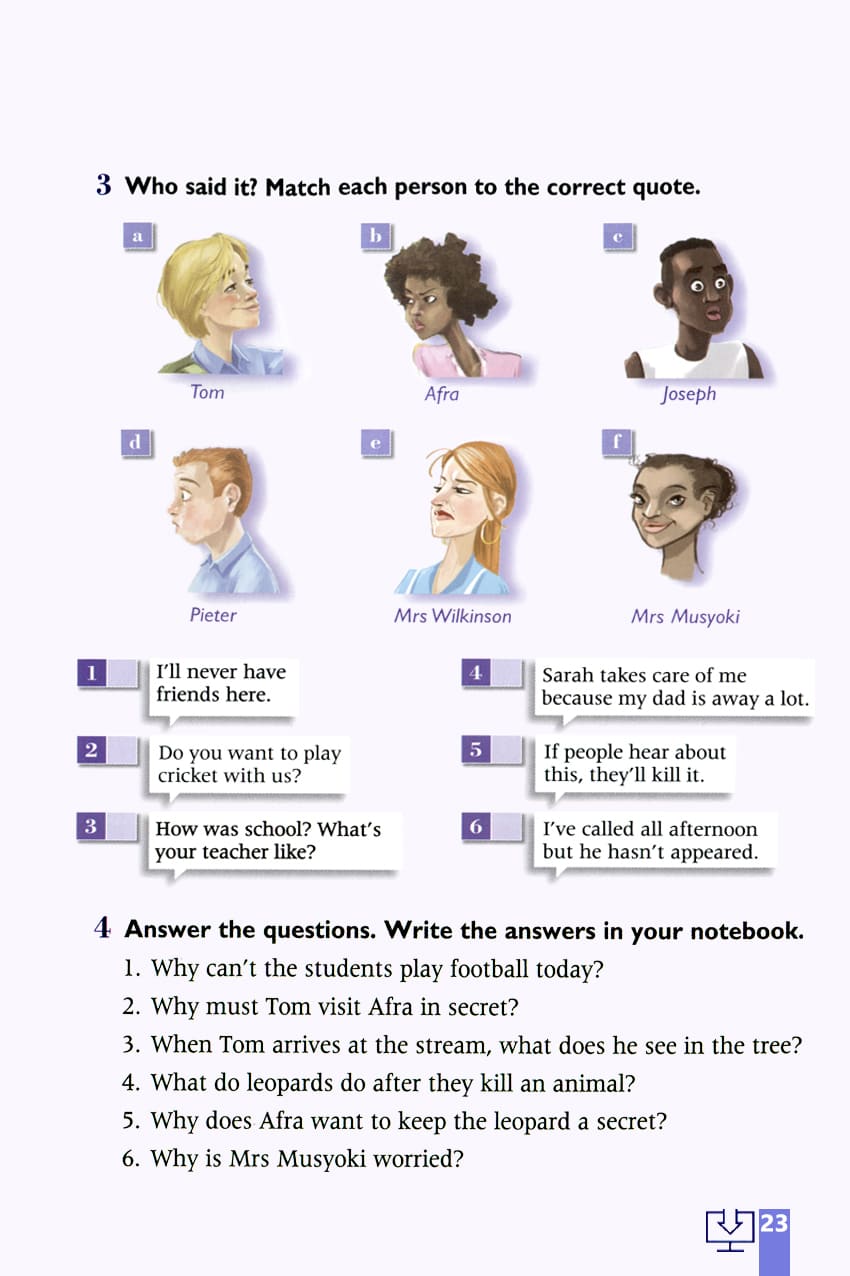 3 Who said it? Match each person to the correct quote.
a
b
c
Tom
Afra
Joseph
d
e
f
Pieter
Mrs Wilkinson
Mrs Musyoki
1
I'll never have
friends here.
2
Do you want to play
cricket with us?
3
How was school? What's
your teacher like?
4
Sarah takes care of me
because my dad is away a lot.
5
If people hear about
this, they'll kill it.
6
I've called all afternoon
but he hasn't appeared.
4 Answer the questions. Write the answers in your notebook.
1. Why can't the students play football today?
2. Why must Tom visit Afra in secret?
3. When Tom arrives at the stream, what does he see in the tree?
4. What do leopards do after they kill an animal?
5. Why does Afra want to keep the leopard a secret?
6. Why is Mrs Musyoki worried?
23